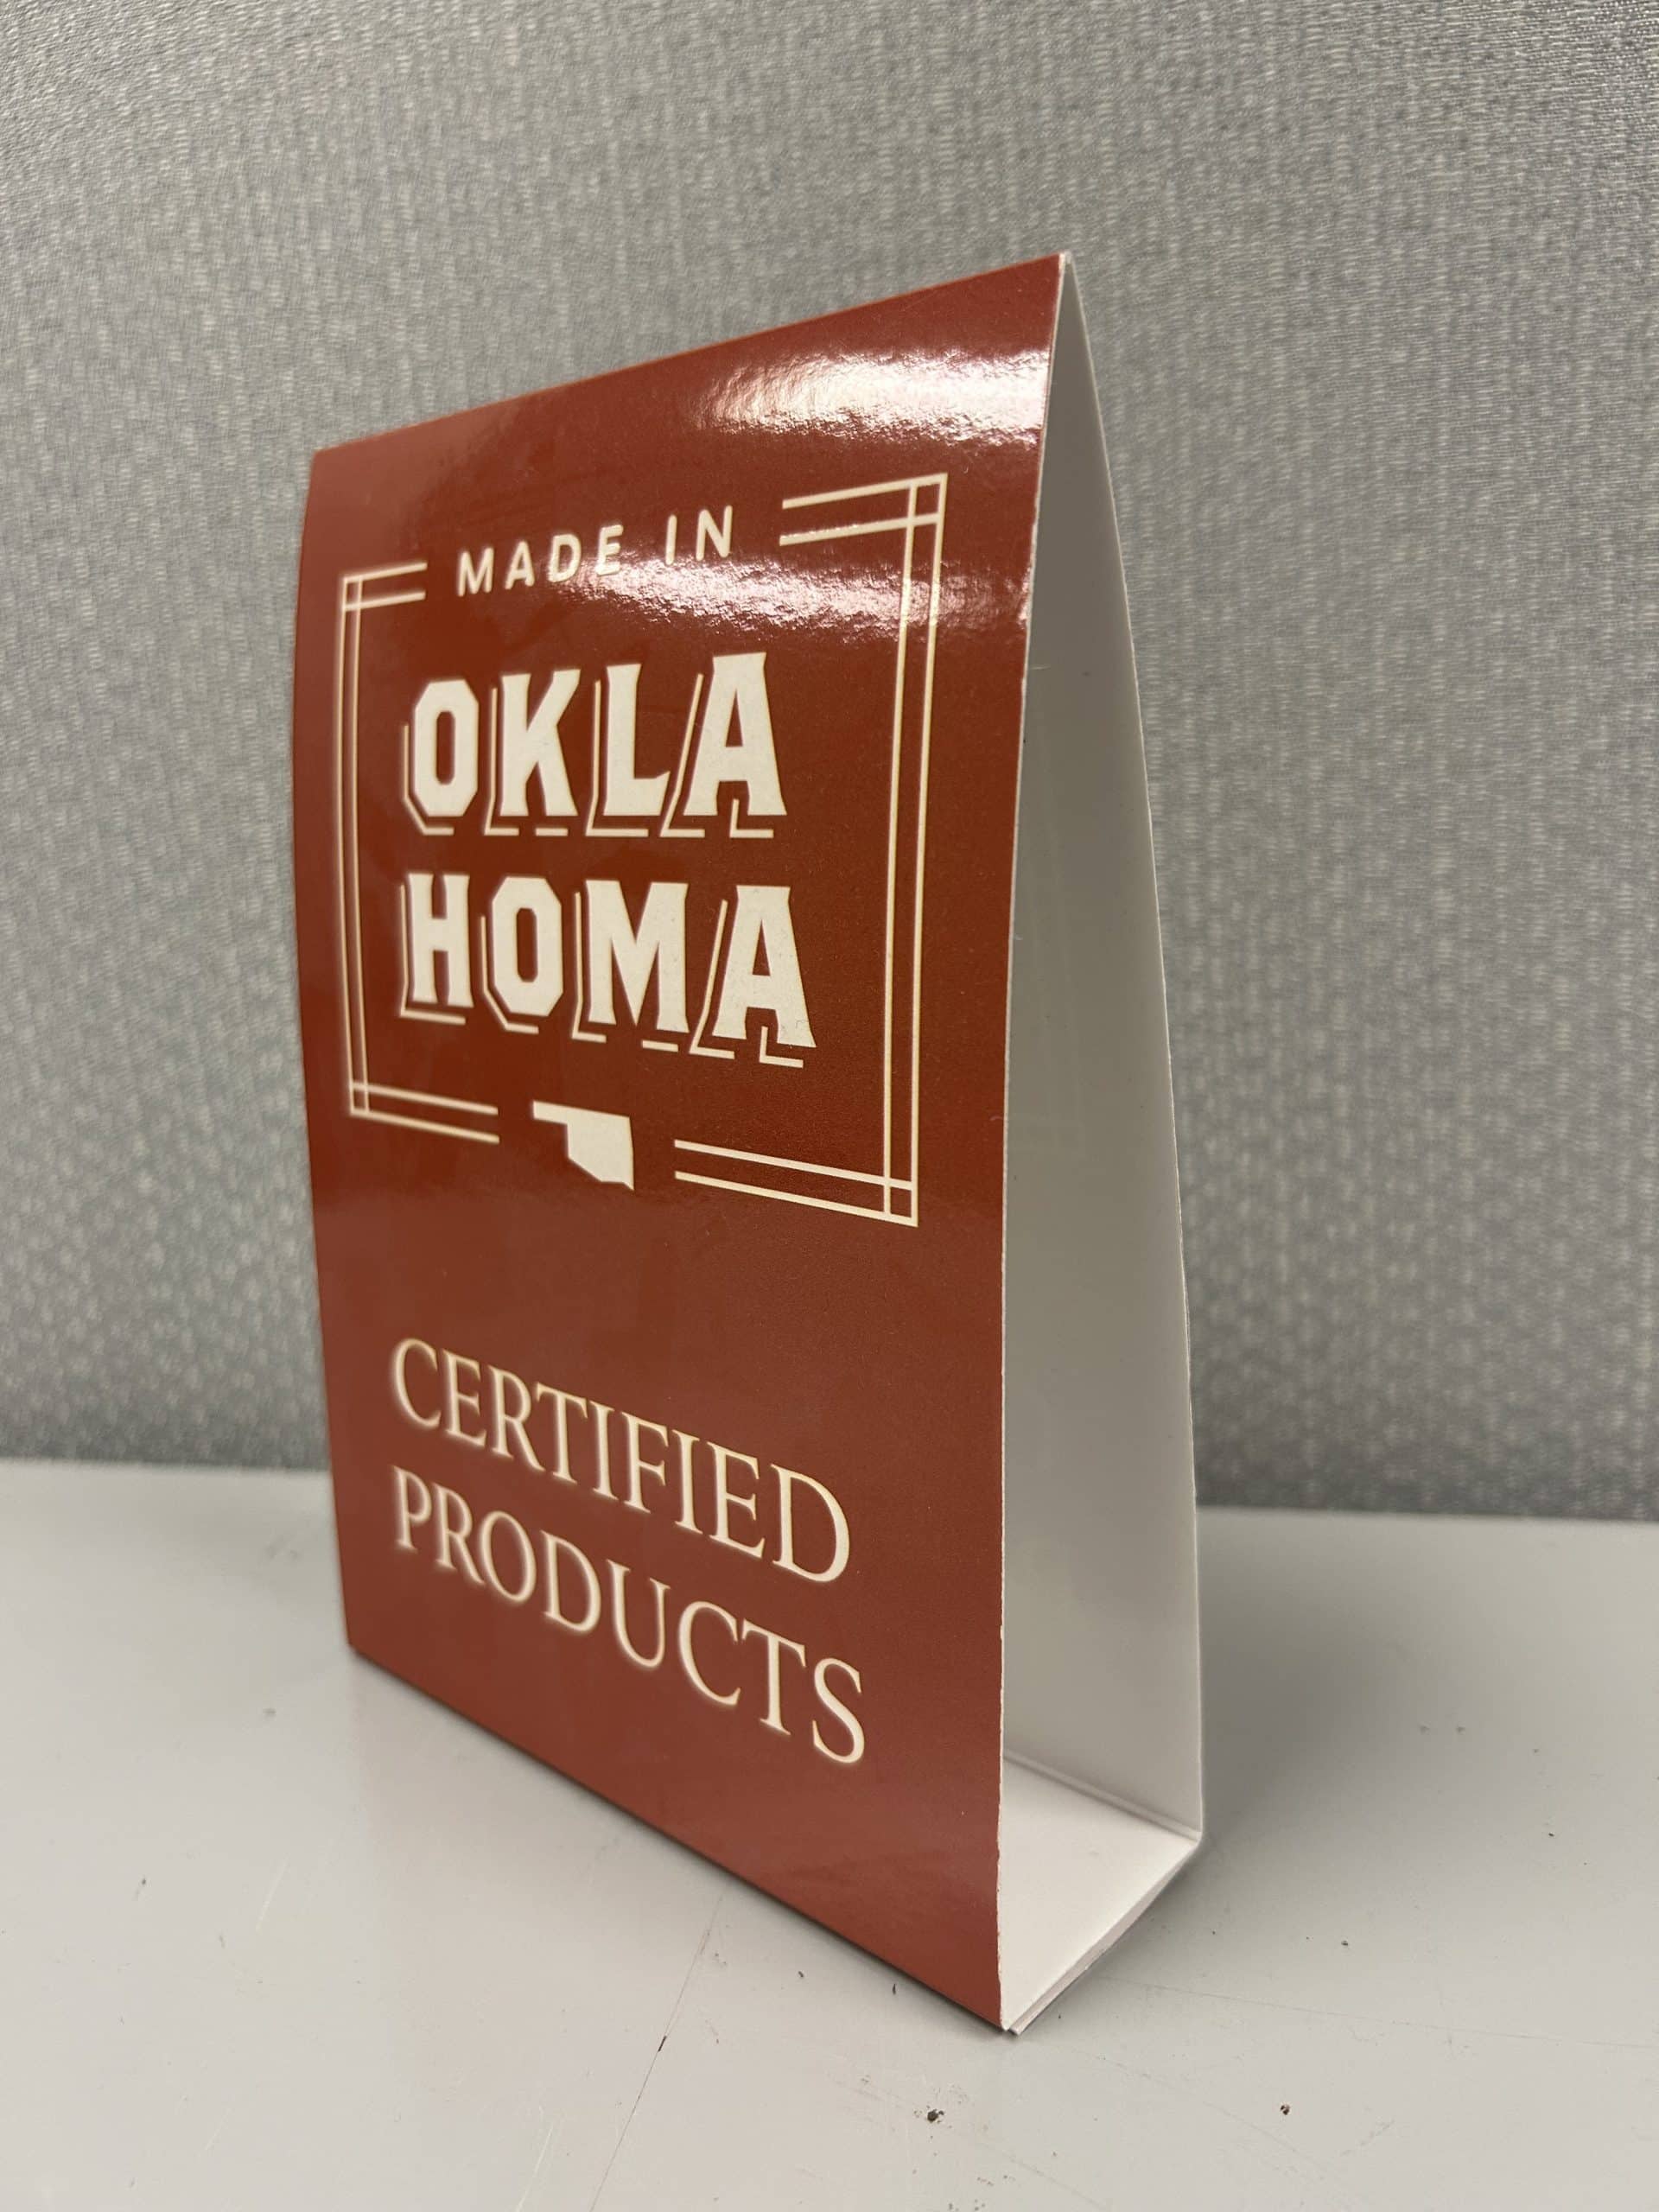 MADE IN
OKLA
HOMA
CERTIFIED
PRODUCTS